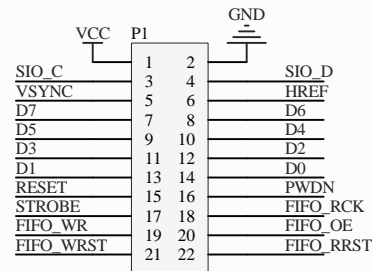 GND
VCC P1
1 2
SIO_C 3 4 SIO_D
VSYNC 5 6 HREF
D7 7 8 D6
D5 9 10 D4
D3 11 12 D2
D1 13 14 D0
RESET 15 16 PWDN
STROBE 17 18 FIFO_RCK
FIFO_WR 19 20 FIFO_OE
FIFO_WRST 21 22 FIFO_RRST